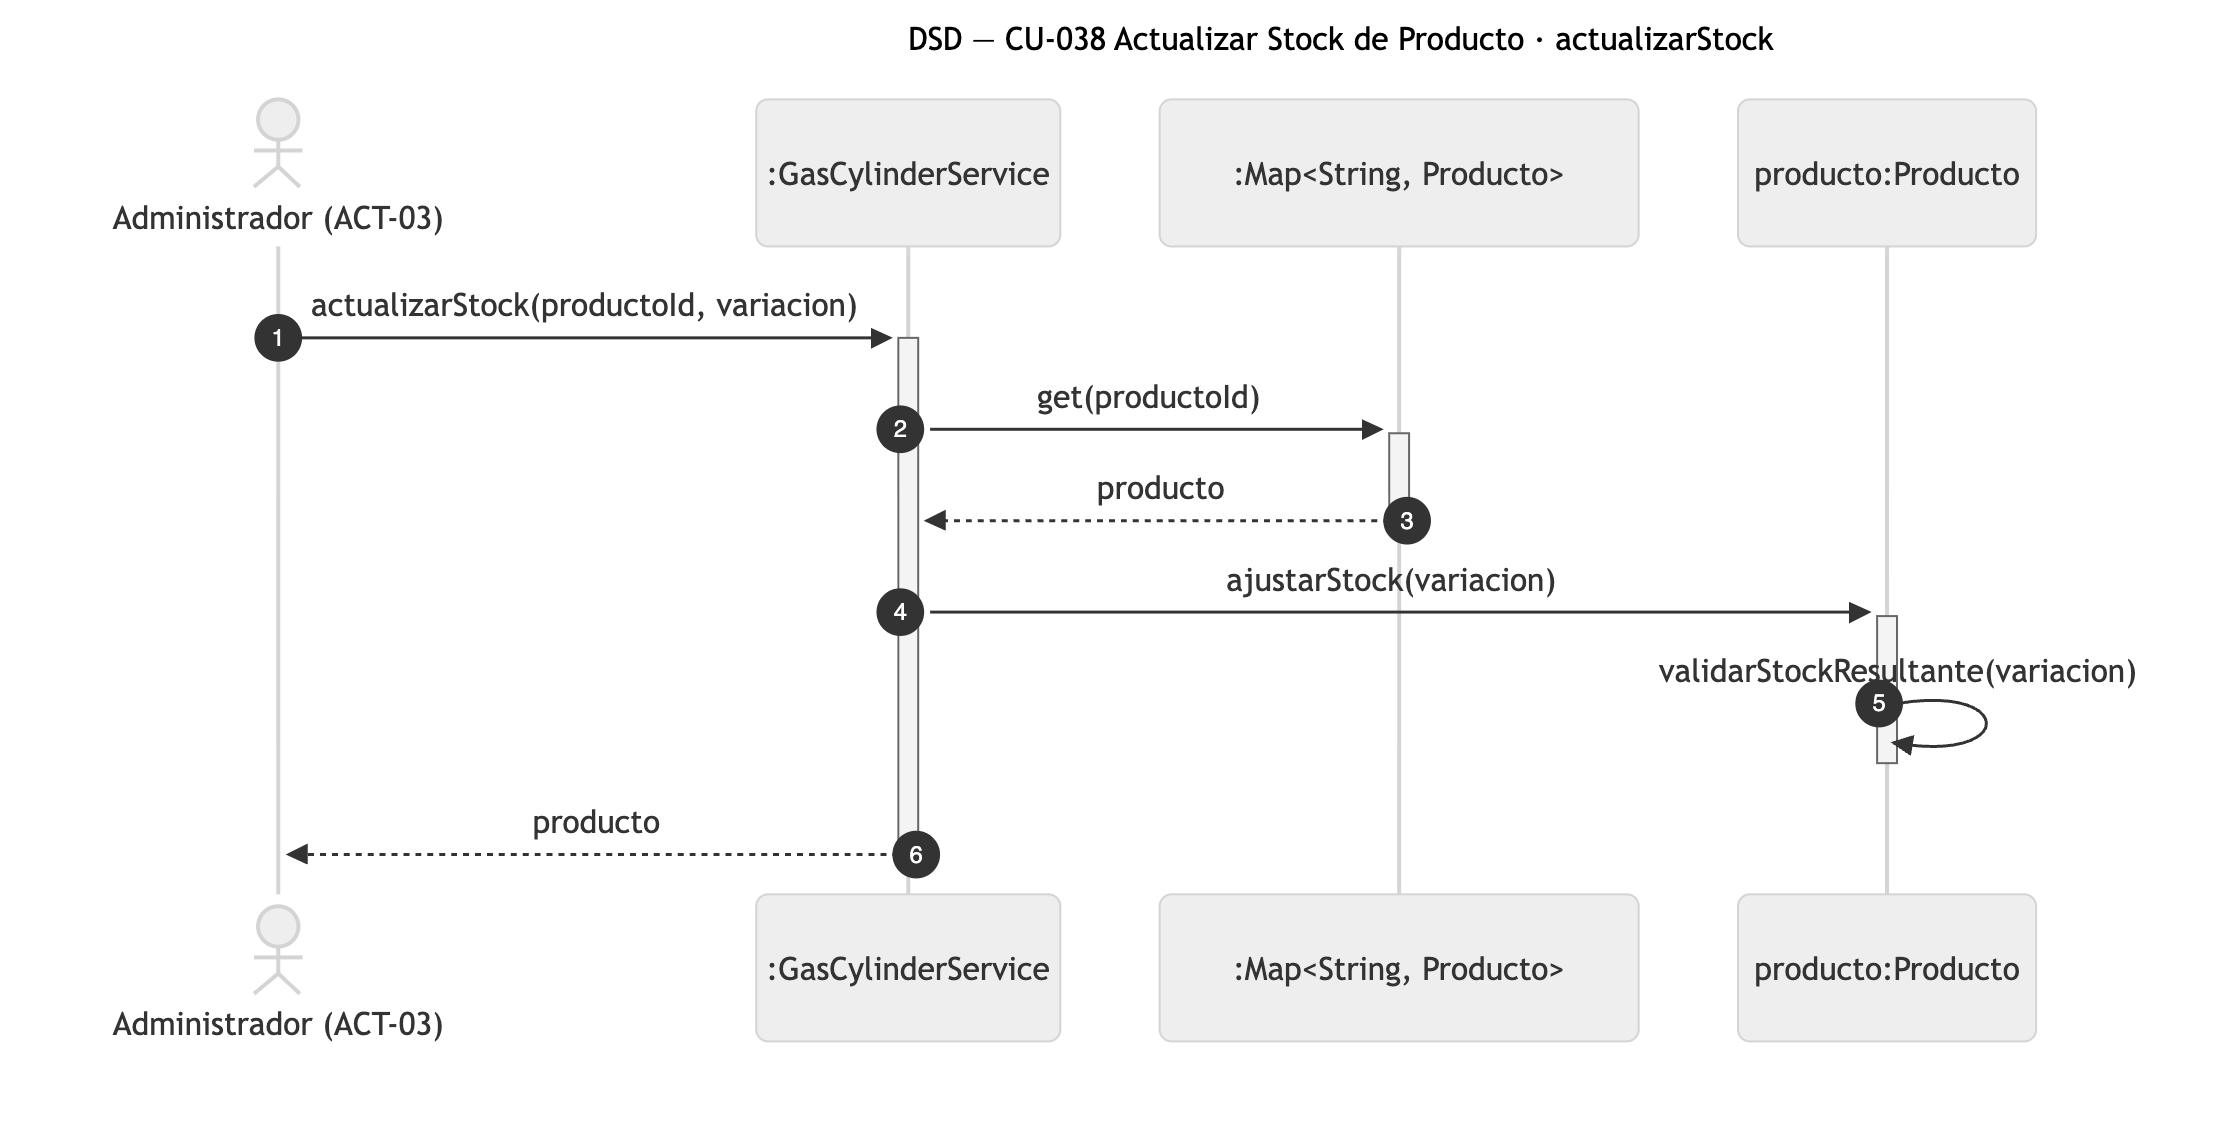 DSD — CU-038 Actualizar Stock de Producto · actualizarStock
Administrador (ACT-03)
:GasCylinderService
:Map<String, Producto>
producto:Producto
actualizarStock(productoId, variacion)
1
get(productoId)
2
producto
3
ajustarStock(variacion)
4
validarStockResultante(variacion)
5
producto
6
Administrador (ACT-03)
:GasCylinderService
:Map<String, Producto>
producto:Producto